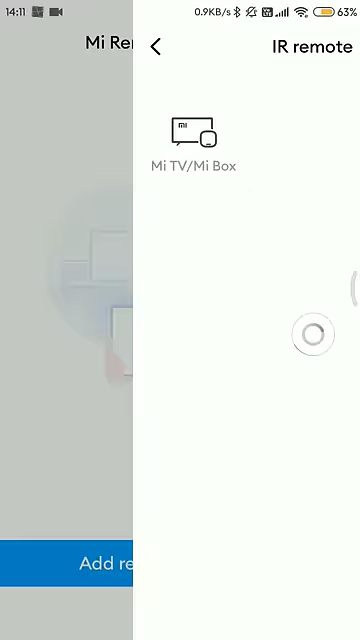 14:11 0.9KB/s 63%
Mi Re
IR remote
mi
Mi TV/Mi Box
Add re